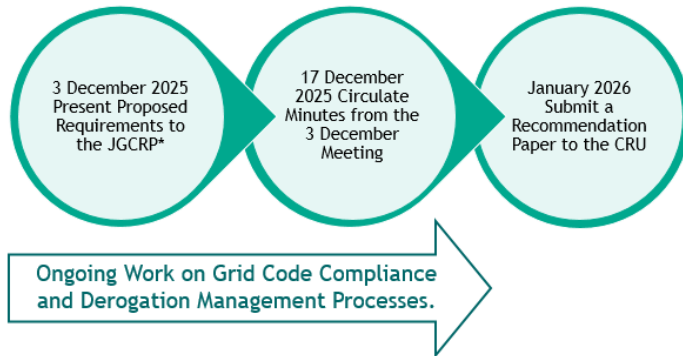 3 December 2025
Present Proposed
Requirements to
the JGCRP*
17 December
2025 Circulate
Minutes from the
3 December
Meeting
January 2026
Submit a
Recommendation
Paper to the CRU
Ongoing Work on Grid Code Compliance
and Derogation Management Processes.